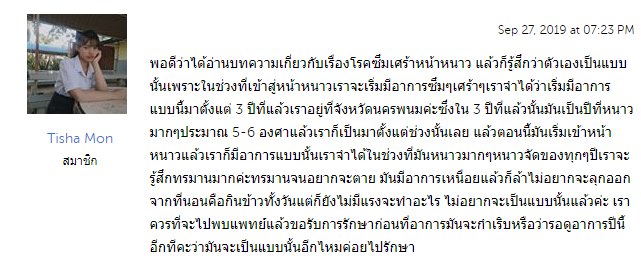 Sep 27, 2019 at 07:23 PM
พอดีว่าได้อ่านบทความเกี่ยวกับเรื่องโรคซึมเศร้าหน้าหนาว แล้วก็รู้สึกว่าตัวเองเป็นแบบ
นั้นเพราะในช่วงที่เข้าสู่หน้าหนาวเราจะเริ่มมีอาการซึ่มๆเศร้าๆเราจำได้ว่าเริ่มมีอาการ
แบบนี้มาตั้งแต่ 3 ปีที่แล้วเราอยู่ที่จังหวัดนครพนมค่ะซึ่งใน 3 ปีที่แล้วนั้นมันเป็นปีที่หนาว
มากๆประมาณ 5-6 องศาแล้วเราก็เป็นมาตั้งแต่ช่วงนั้นเลย แล้วตอนนี้มันเริ่มเข้าหน้า
หนาวแล้วเราก็มีอาการแบบนั้นเราจำได้ในช่วงที่มันหนาวมากๆหนาวจัดของทุกๆปีเราจะ
รู้สึกทรมานมากค่ะทรมานจนอยากจะตาย มันมีอาการเหนื่อยแล้วก็ล้าไม่อยากจะลุกออก
จากที่นอนคือกินข้าวทั้งวันแต่ก็ยังไม่มีแรงจะทำอะไร ไม่อยากจะเป็นแบบนั้นแล้วค่ะ เรา
ควรที่จะไปพบแพทย์แล้วขอรับการรักษาก่อนที่อาการมันจะกำเริบหรือว่ารอดูอาการปีนี้
อีกทีคะว่ามันจะเป็นแบบนั้นอีกไหมค่อยไปรักษา
Tisha Mon
สมาชิก